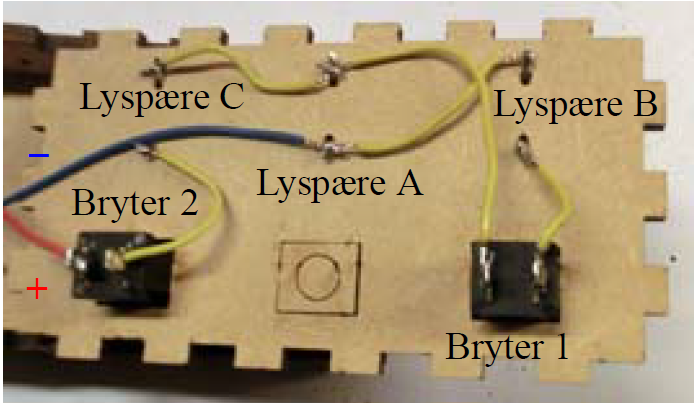 Lyspære C
Lyspære B
–
Lyspære A
Bryter 2
+
Bryter 1